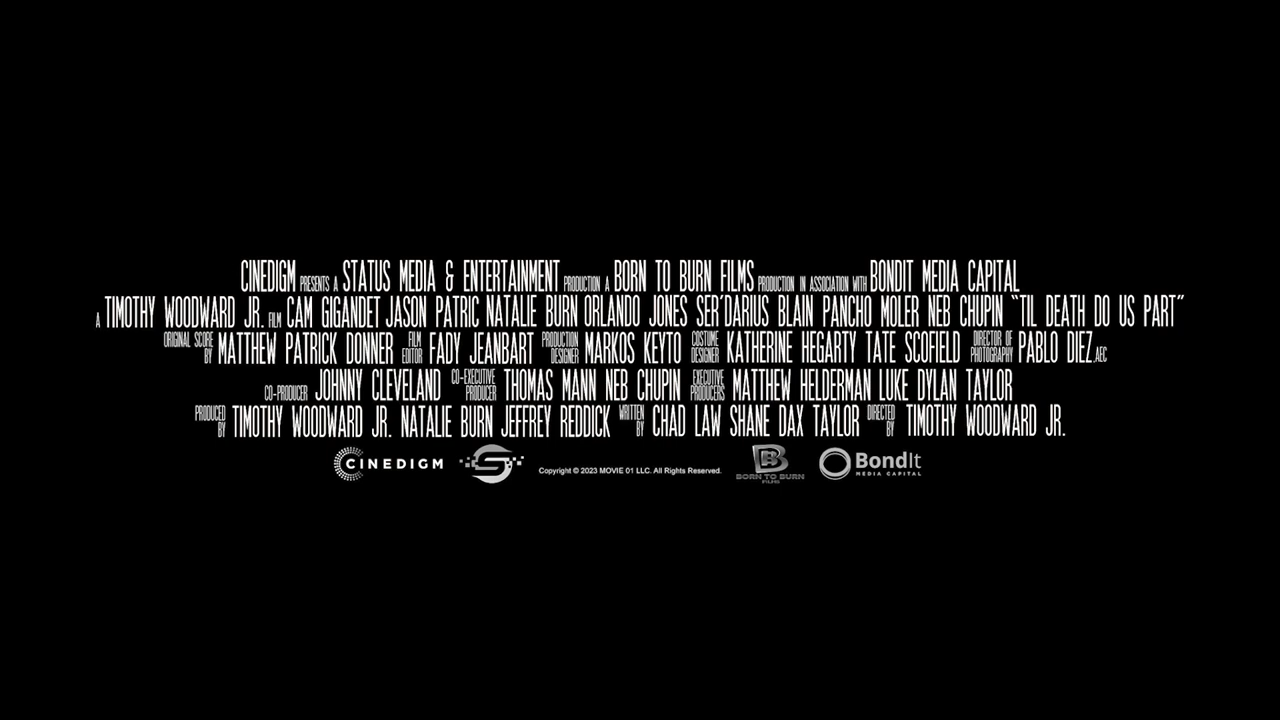 CINEDIGM PRESENTS A STATUS MEDIA & ENTERTAINMENT PRODUCTION A BORN TO BURN FILMS PRODUCTION IN ASSOCIATION WITH BONDIT MEDIA CAPITAL
A TIMOTHY WOODWARD JR. FILM CAM GIGANDET JASON PATRIC NATALIE BURN ORLANDO JONES SER'DARIUS BLAIN PANCHO MOLER NEB CHUPIN “TIL DEATH DO US PART”
ORIGINAL SCORE BY MATTHEW PATRICK DONNER FILM EDITOR FADY JEANBART PRODUCTION DESIGNER MARKOS KEYTO COSTUME DESIGNER KATHERINE HEGARTY TATE SCOFIELD DIRECTOR OF PHOTOGRAPHY PABLO DIEZ, AEC
CO-PRODUCER JOHNNY CLEVELAND CO-EXECUTIVE PRODUCER THOMAS MANN NEB CHUPIN EXECUTIVE PRODUCERS MATTHEW HELDERMAN LUKE DYLAN TAYLOR
PRODUCED BY TIMOTHY WOODWARD JR. NATALIE BURN JEFFREY REDDICK WRITTEN BY CHAD LAW SHANE DAX TAYLOR DIRECTED BY TIMOTHY WOODWARD JR.
CINEDIGM S Copyright © 2023 MOVIE 01 LLC. All Rights Reserved. B BORN TO BURN FILMS BondIt MEDIA CAPITAL